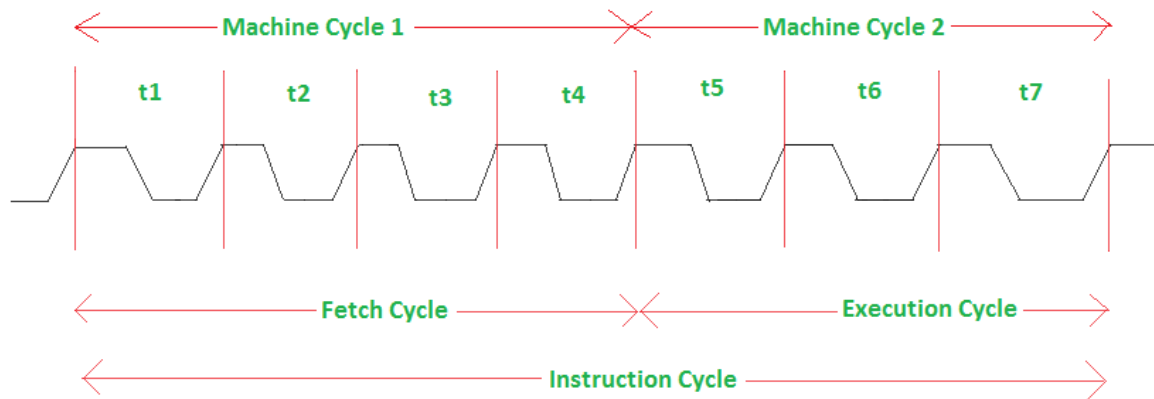 Machine Cycle 1 Machine Cycle 2
t1 t2 t3 t4 t5 t6 t7
Fetch Cycle Execution Cycle
Instruction Cycle